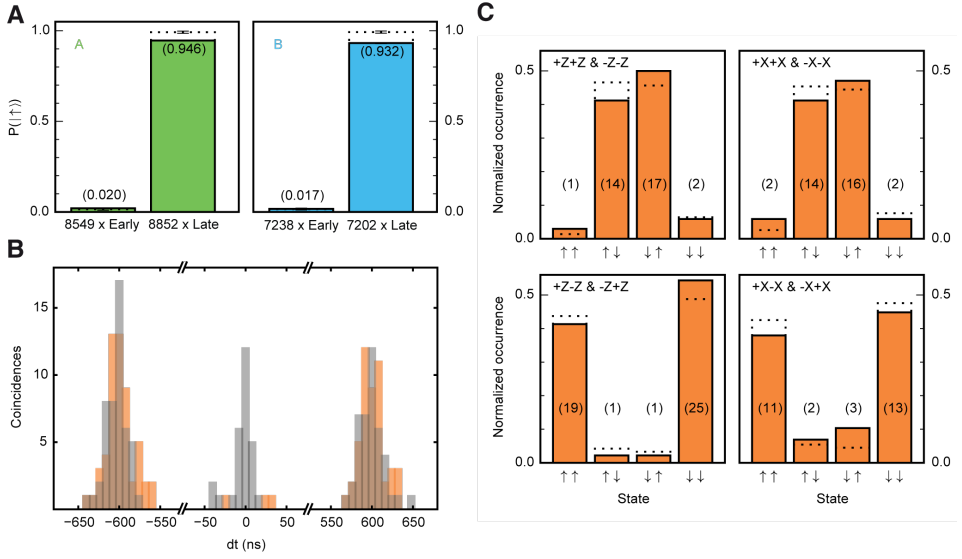 A
1.0
0.5
0.0
P(|↑⟩)
A
(0.946)
(0.020)
8549 x Early 8852 x Late
B
(0.932)
(0.017)
7238 x Early 7202 x Late
1.0
0.5
0.0
B
Coincidences
15
10
5
−650 −600 −550 −50 0 50 550 600 650
dt (ns)
C
Normalized occurrence
0.5
0.0
+Z+Z & -Z-Z
(1) (14) (17) (2)
↑↑ ↑↓ ↓↑ ↓↓
+X+X & -X-X
(2) (14) (16) (2)
↑↑ ↑↓ ↓↑ ↓↓
0.5
0.0
Normalized occurrence
0.5
0.0
+Z-Z & -Z+Z
(19) (1) (1) (25)
↑↑ ↑↓ ↓↑ ↓↓
State
+X-X & -X+X
(11) (2) (3) (13)
↑↑ ↑↓ ↓↑ ↓↓
State
0.5
0.0